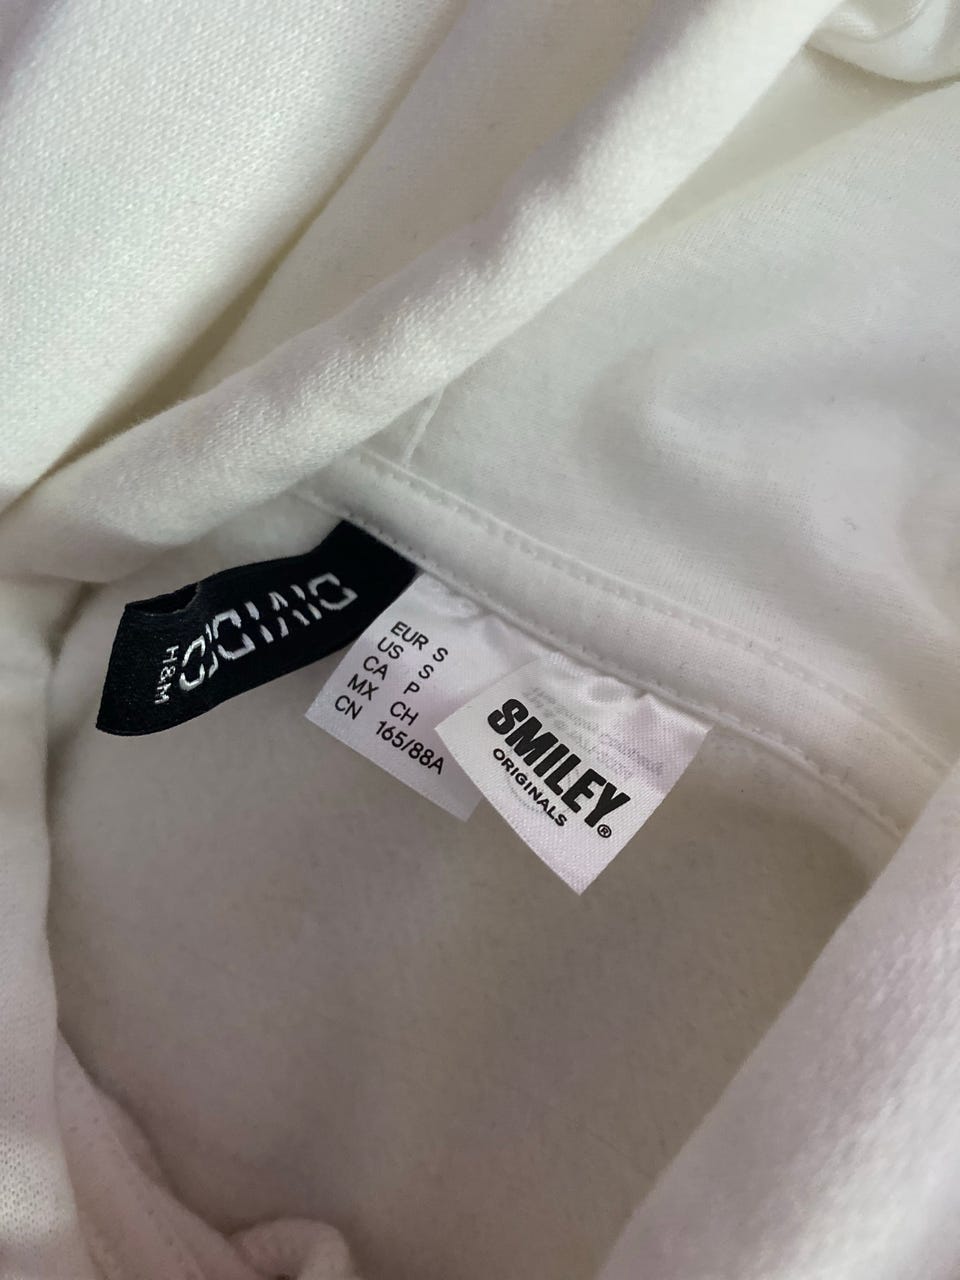 DIVIDED
H&M
EUR S
US S
CA P
MX CH
CN 165/88A
SMILEY®
ORIGINALS